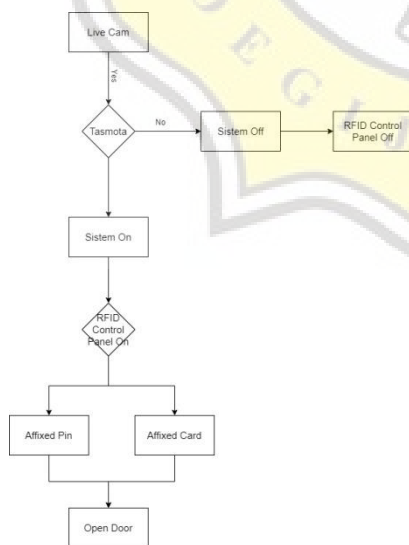 Live Cam
Yes
Tasmota
No
Sistem Off
RFID Control
Panel Off
Sistem On
RFID
Control
Panel On
Affixed Pin
Affixed Card
Open Door